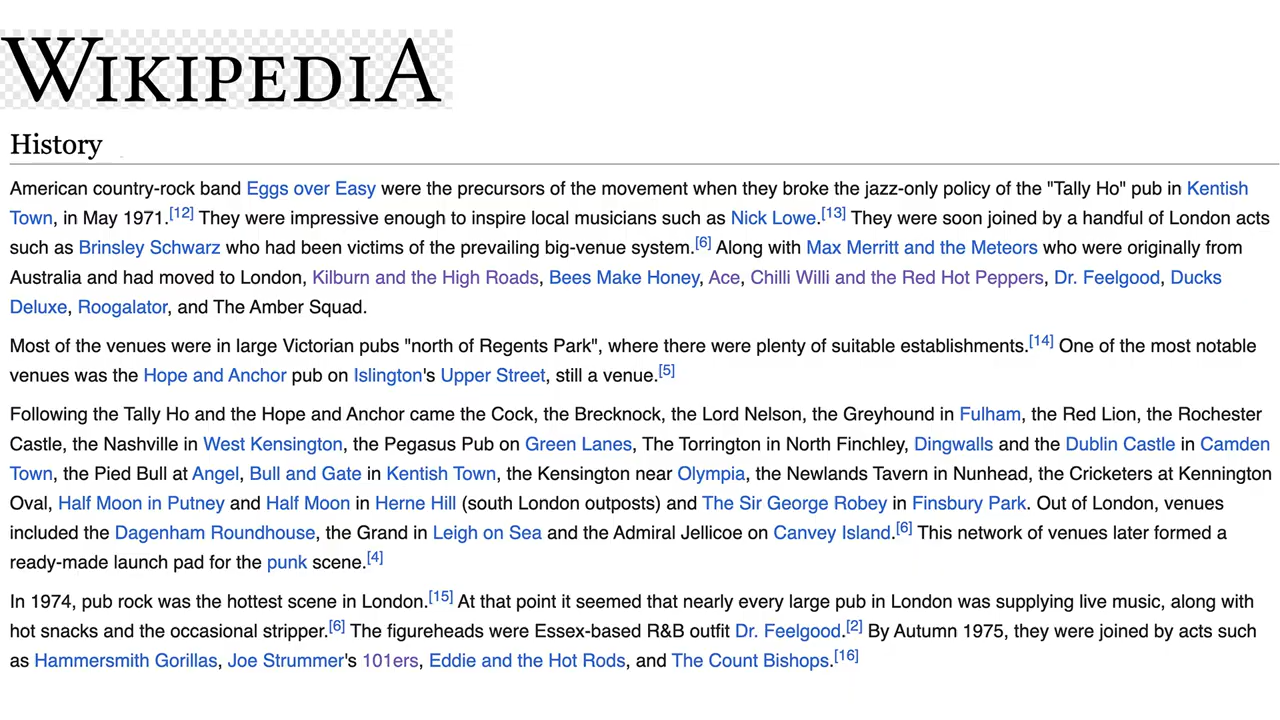 WIKIPEDIA
History
American country-rock band Eggs over Easy were the precursors of the movement when they broke the jazz-only policy of the "Tally Ho" pub in Kentish
Town, in May 1971.[12] They were impressive enough to inspire local musicians such as Nick Lowe.[13] They were soon joined by a handful of London acts
such as Brinsley Schwarz who had been victims of the prevailing big-venue system.[6] Along with Max Merritt and the Meteors who were originally from
Australia and had moved to London, Kilburn and the High Roads, Bees Make Honey, Ace, Chilli Willi and the Red Hot Peppers, Dr. Feelgood, Ducks
Deluxe, Roogalator, and The Amber Squad.
Most of the venues were in large Victorian pubs "north of Regents Park", where there were plenty of suitable establishments.[14] One of the most notable
venues was the Hope and Anchor pub on Islington's Upper Street, still a venue.[5]
Following the Tally Ho and the Hope and Anchor came the Cock, the Brecknock, the Lord Nelson, the Greyhound in Fulham, the Red Lion, the Rochester
Castle, the Nashville in West Kensington, the Pegasus Pub on Green Lanes, The Torrington in North Finchley, Dingwalls and the Dublin Castle in Camden
Town, the Pied Bull at Angel, Bull and Gate in Kentish Town, the Kensington near Olympia, the Newlands Tavern in Nunhead, the Cricketers at Kennington
Oval, Half Moon in Putney and Half Moon in Herne Hill (south London outposts) and The Sir George Robey in Finsbury Park. Out of London, venues
included the Dagenham Roundhouse, the Grand in Leigh on Sea and the Admiral Jellicoe on Canvey Island.[6] This network of venues later formed a
ready-made launch pad for the punk scene.[4]
In 1974, pub rock was the hottest scene in London.[15] At that point it seemed that nearly every large pub in London was supplying live music, along with
hot snacks and the occasional stripper.[6] The figureheads were Essex-based R&B outfit Dr. Feelgood.[2] By Autumn 1975, they were joined by acts such
as Hammersmith Gorillas, Joe Strummer's 101ers, Eddie and the Hot Rods, and The Count Bishops.[16]